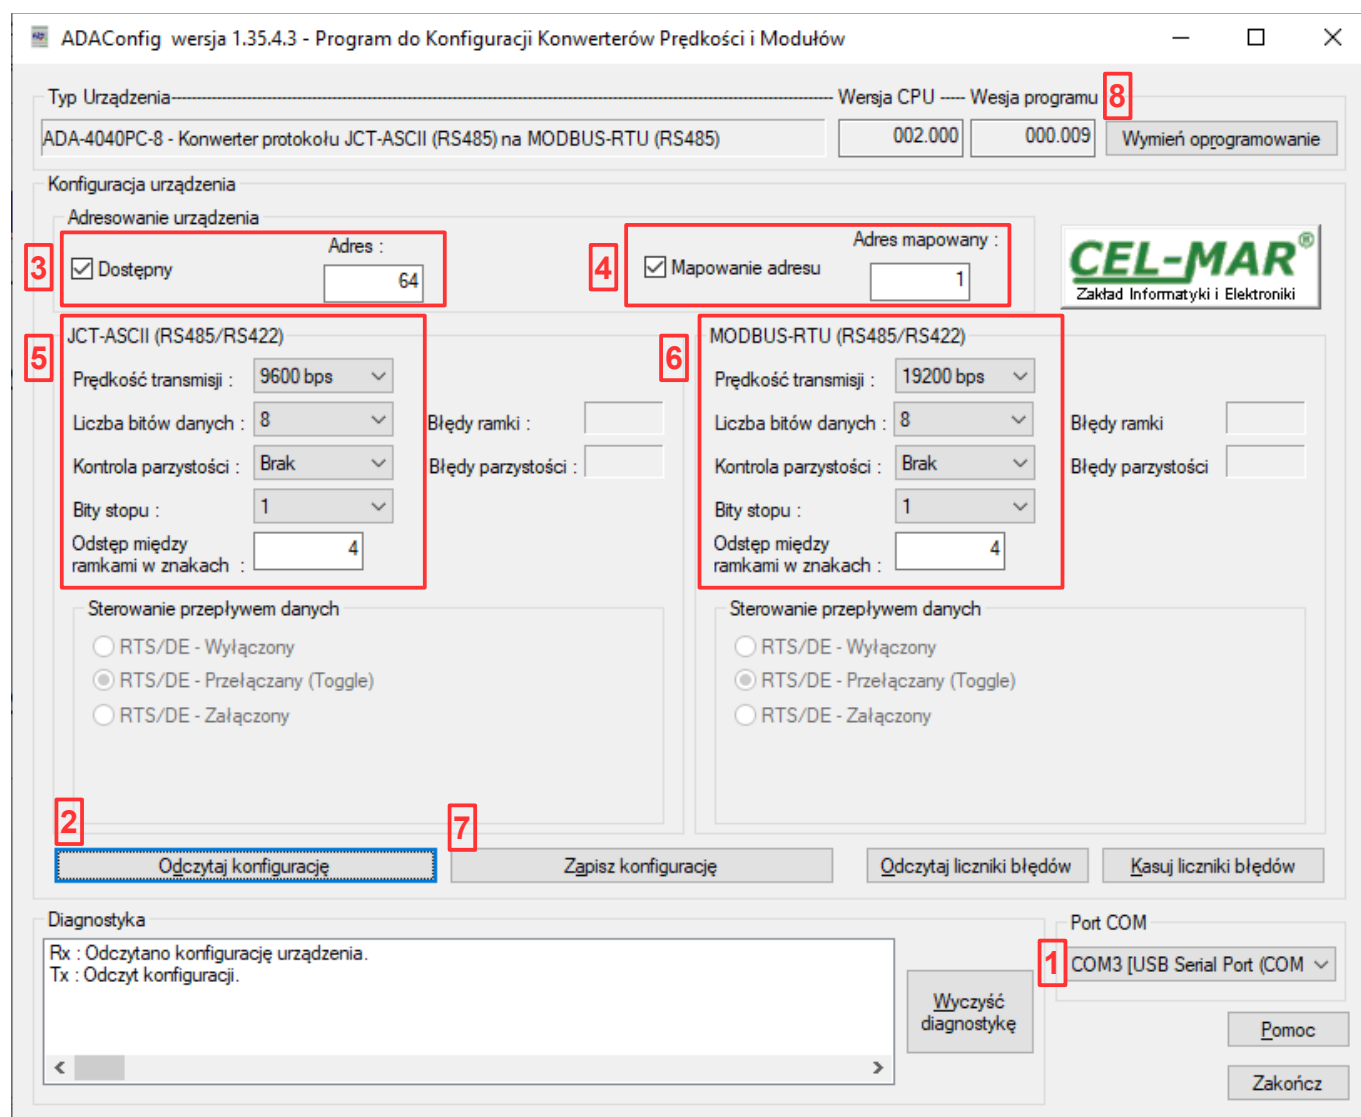 ADAConfig wersja 1.35.4.3 - Program do Konfiguracji Konwerterów Prędkości i Modułów
Typ Urządzenia
Wersja CPU
Wesja programu
8
ADA-4040PC-8 - Konwerter protokołu JCT-ASCII (RS485) na MODBUS-RTU (RS485)
002.000
000.009
Wymień oprogramowanie
Konfiguracja urządzenia
Adresowanie urządzenia
3
Dostępny
Adres :
64
4
Mapowanie adresu
Adres mapowany :
1
CEL-MAR®
Zakład Informatyki i Elektroniki
5
JCT-ASCII (RS485/RS422)
Prędkość transmisji : 9600 bps
Liczba bitów danych : 8
Błędy ramki :
Kontrola parzystości : Brak
Błędy parzystości :
Bity stopu : 1
Odstęp między
ramkami w znakach : 4
Sterowanie przepływem danych
RTS/DE - Wyłączony
RTS/DE - Przełączany (Toggle)
RTS/DE - Załączony
6
MODBUS-RTU (RS485/RS422)
Prędkość transmisji : 19200 bps
Liczba bitów danych : 8
Błędy ramki
Kontrola parzystości : Brak
Błędy parzystości
Bity stopu : 1
Odstęp między
ramkami w znakach : 4
Sterowanie przepływem danych
RTS/DE - Wyłączony
RTS/DE - Przełączany (Toggle)
RTS/DE - Załączony
2
Odczytaj konfigurację
7
Zapisz konfigurację
Odczytaj liczniki błędów
Kasuj liczniki błędów
Diagnostyka
Rx : Odczytano konfigurację urządzenia.
Tx : Odczyt konfiguracji.
Wyczyść
diagnostykę
Port COM
1
COM3 [USB Serial Port (COM
Pomoc
Zakończ